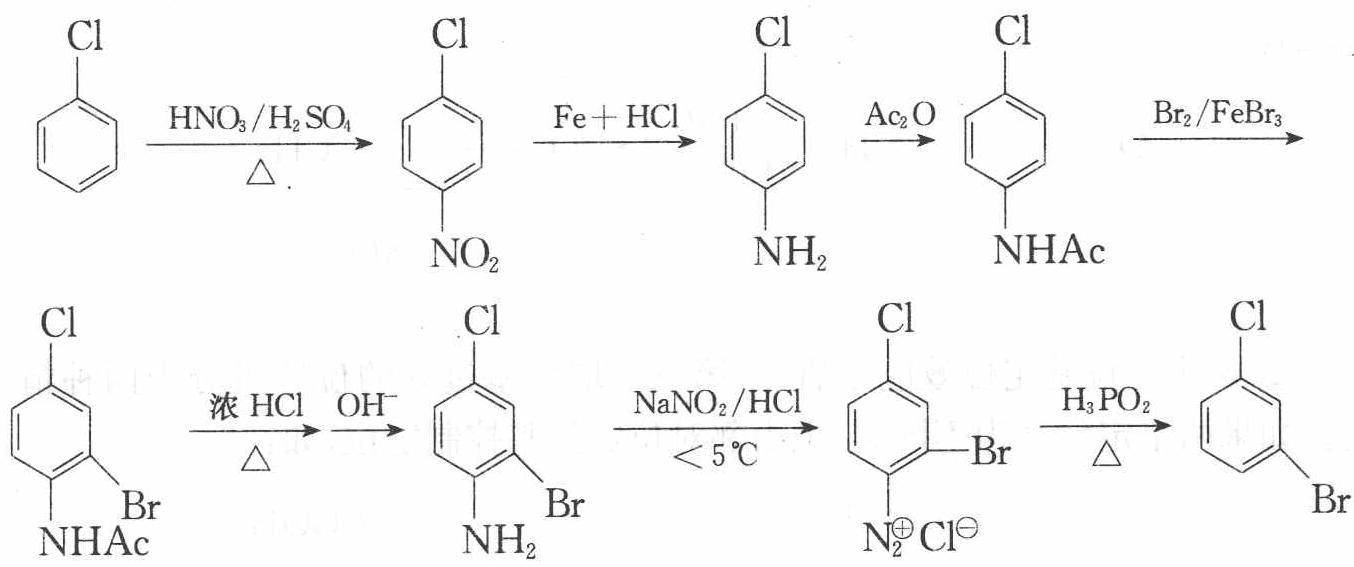 Cl Cl Cl Cl
HNO₃/H₂SO₄ Fe+HCl Ac₂O Br₂/FeBr₃
△
NO₂ NH₂ NHAc
Cl Cl Cl Cl
浓 HCl OH⁻ NaNO₂/HCl H₃PO₂
△ <5℃ △
Br Br Br Br
NHAc NH₂ N₂⊕Cl⊖